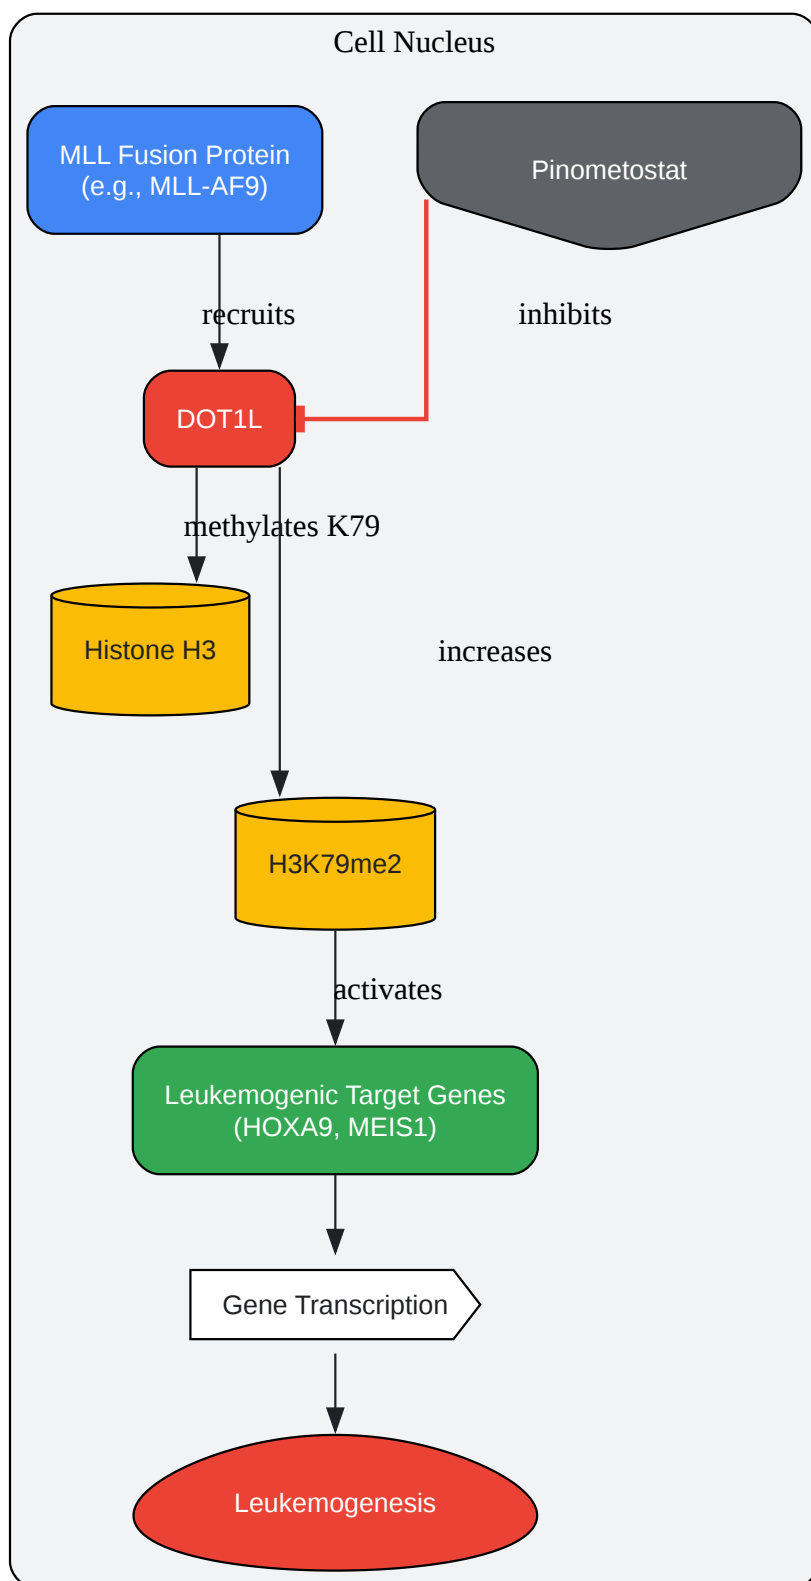 Cell Nucleus
MLL Fusion Protein
(e.g., MLL-AF9)
Pinometostat
recruits
inhibits
DOT1L
methylates K79
Histone H3
increases
H3K79me2
activates
Leukemogenic Target Genes
(HOXA9, MEIS1)
Gene Transcription
Leukemogenesis